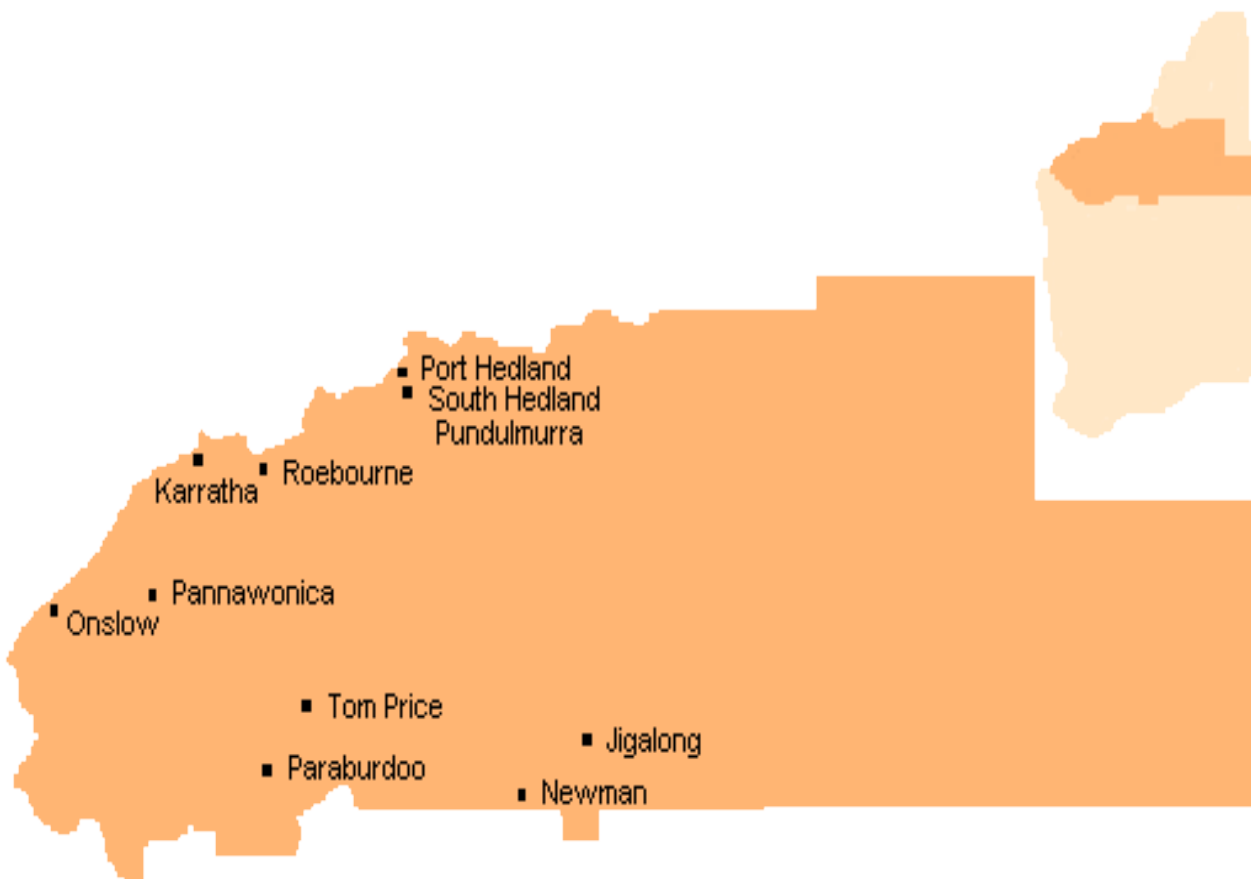 Port Hedland
South Hedland
Pundulmurra
Roebourne
Karratha
Pannawonica
Onslow
Tom Price
Jigalong
Paraburdoo
Newman